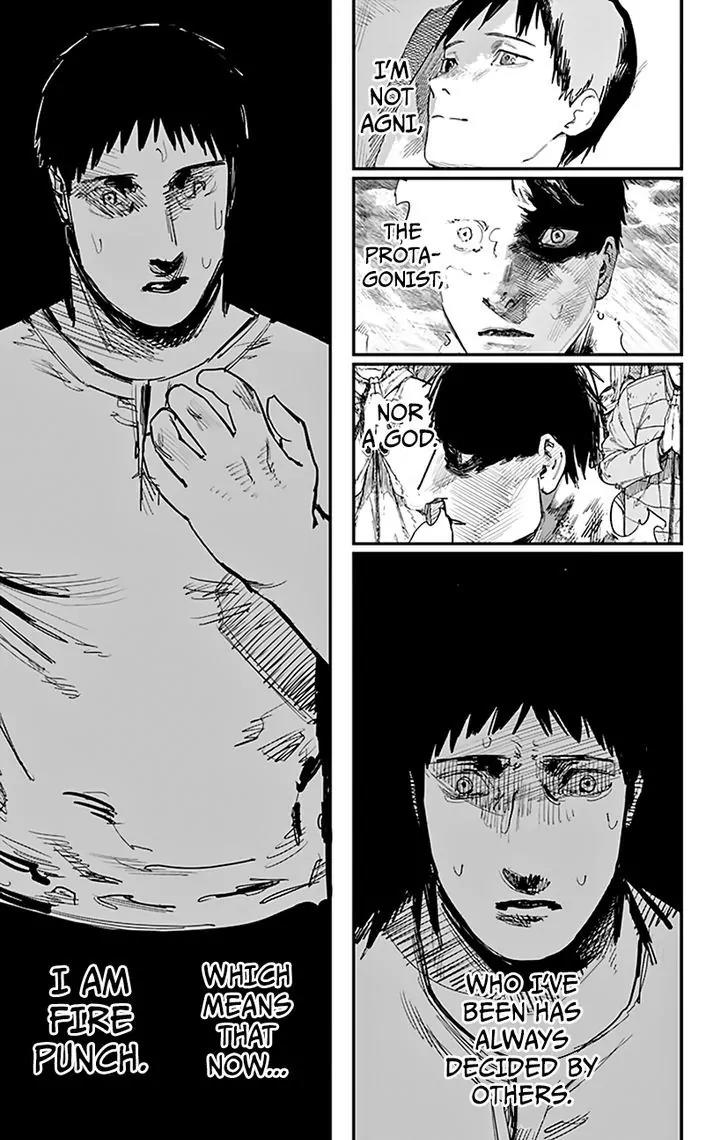 I'M
NOT
AGNI,
THE
PROTA-
GONIST,
NOR
A GOD.
WHO I'VE
BEEN HAS
ALWAYS
DECIDED BY
OTHERS.
WHICH
MEANS
THAT
NOW...
I AM
FIRE
PUNCH.